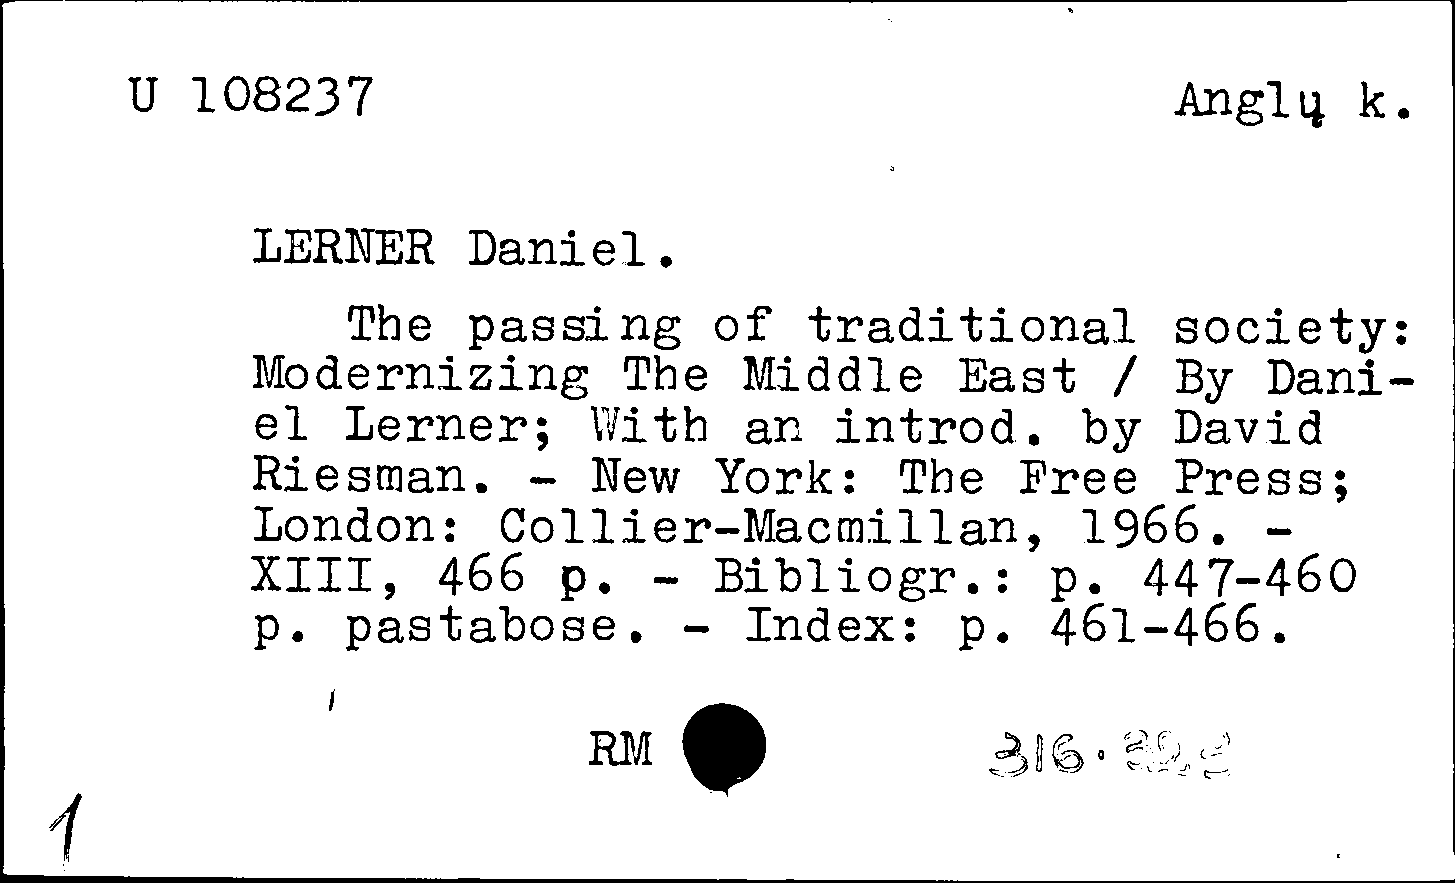 U 108237 Anglų k.
LERNER Daniel.
The passing of traditional society:
Modernizing The Middle East / By Dani-
el Lerner; With an introd. by David
Riesman. - New York: The Free Press;
London: Collier-Macmillan, 1966. -
XIII, 466 p. - Bibliogr.: p. 447-460
p. pastabose. - Index: p. 461-466.
RM 316.
1